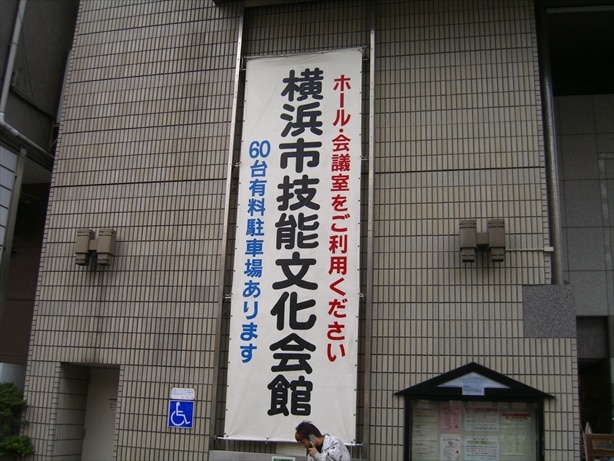 ホール・会議室をご利用ください
横浜市技能文化会館
60台有料駐車場あります